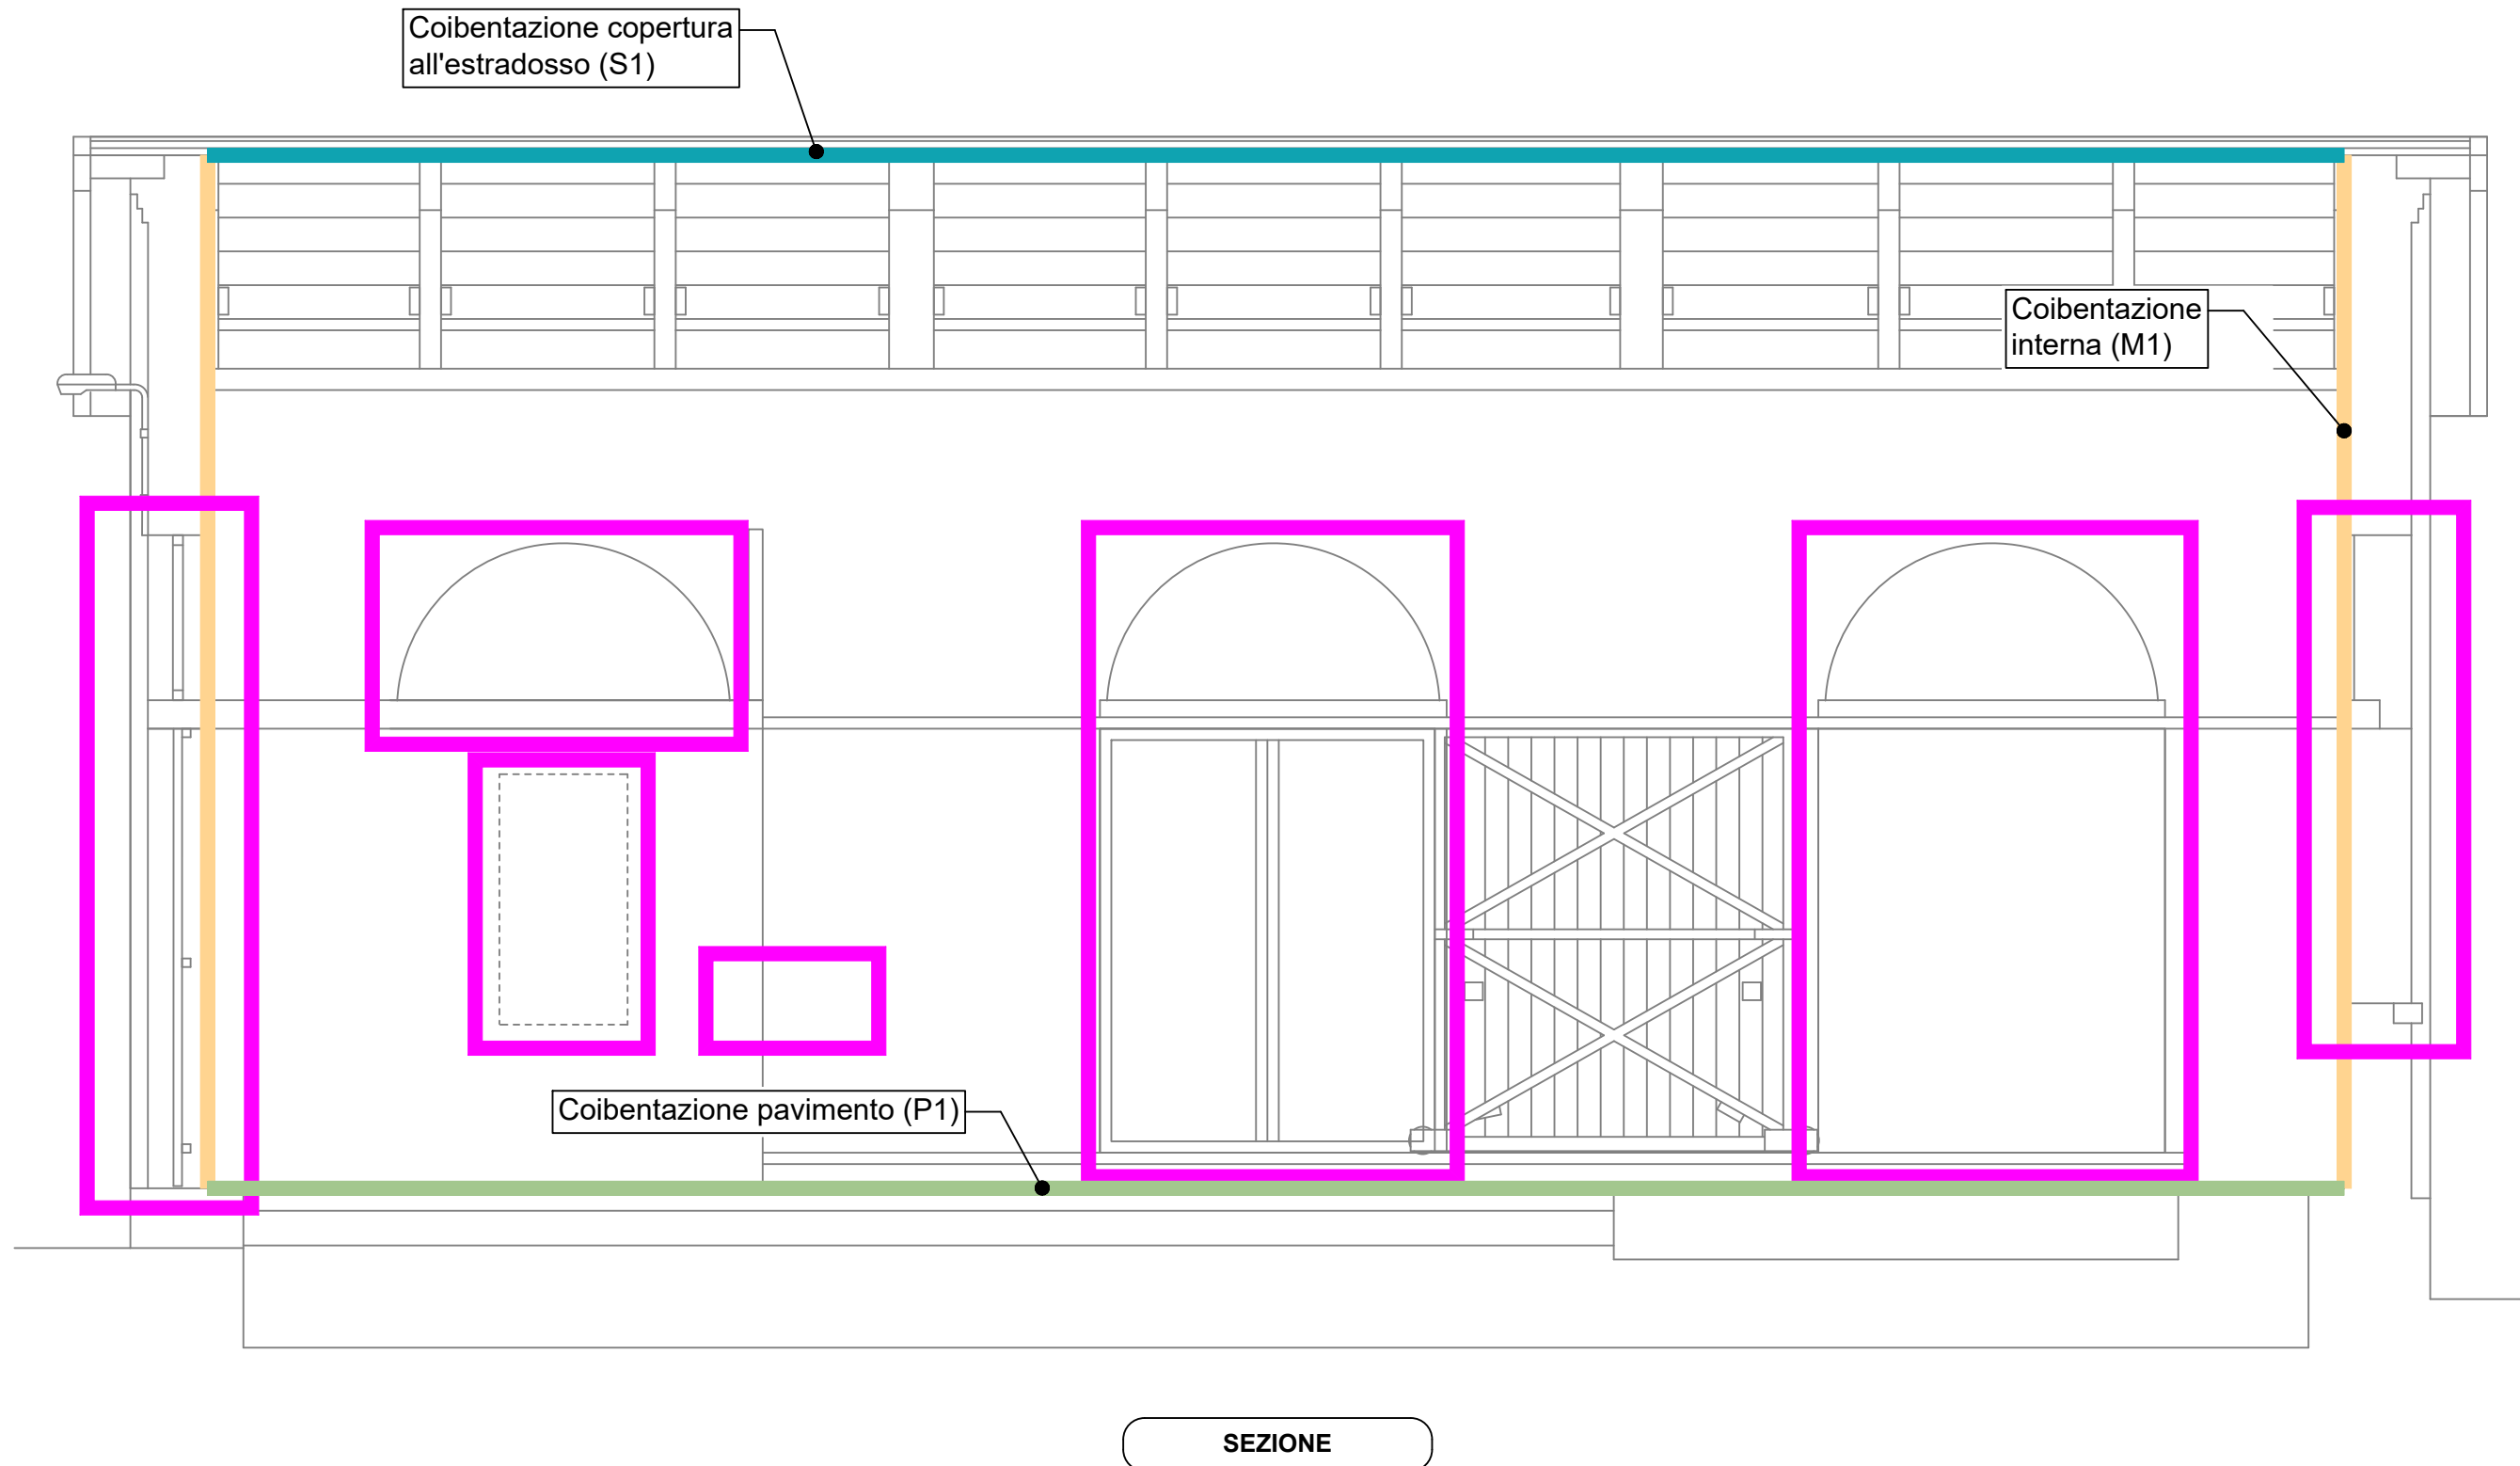 Coibentazione copertura
all'estradosso (S1)
Coibentazione
interna (M1)
Coibentazione pavimento (P1)
SEZIONE